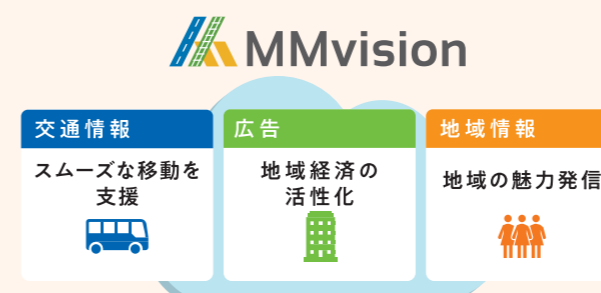 MMvision
交通情報
スムーズな移動を
支援
広告
地域経済の
活性化
地域情報
地域の魅力発信